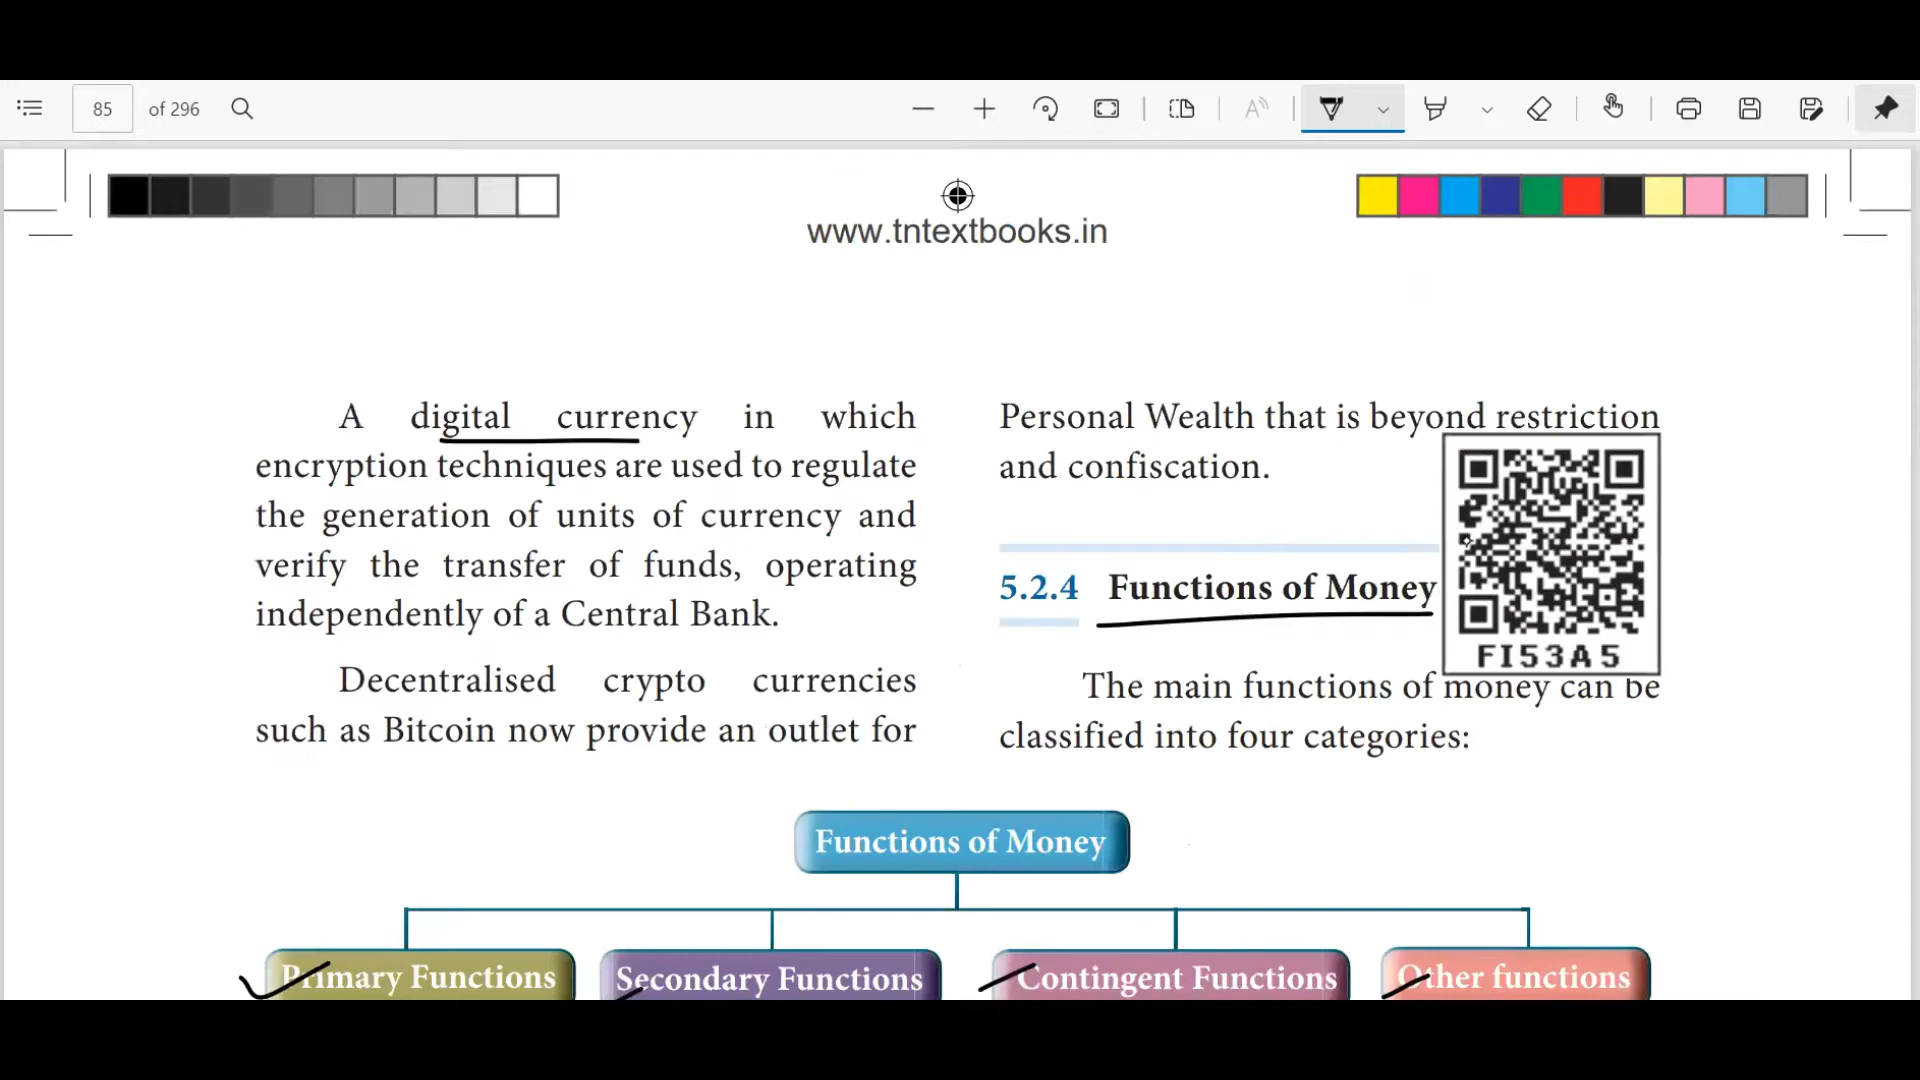 85 of 296
www.tntextbooks.in
A digital currency in which
encryption techniques are used to regulate
the generation of units of currency and
verify the transfer of funds, operating
independently of a Central Bank.
Decentralised crypto currencies
such as Bitcoin now provide an outlet for
Personal Wealth that is beyond restriction
and confiscation.
5.2.4 Functions of Money
FI53A5
The main functions of money can be
classified into four categories:
Functions of Money
Primary Functions
Secondary Functions
Contingent Functions
Other functions